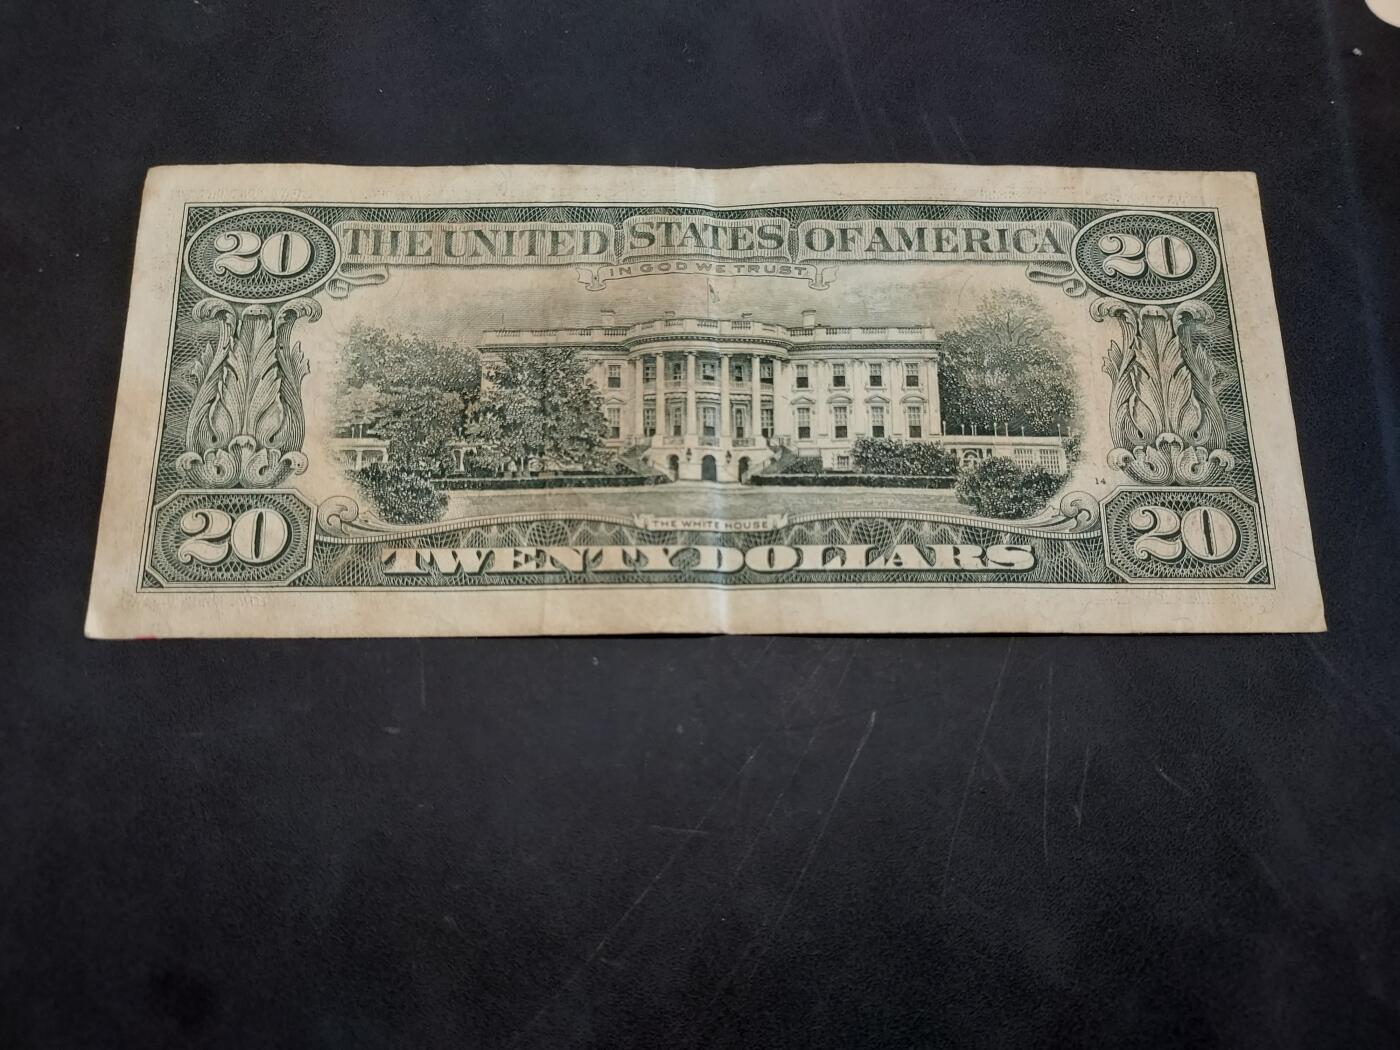 20 THE UNITED STATES OF AMERICA 20
IN GOD WE TRUST
14
THE WHITE HOUSE
20 TWENTY DOLLARS 20